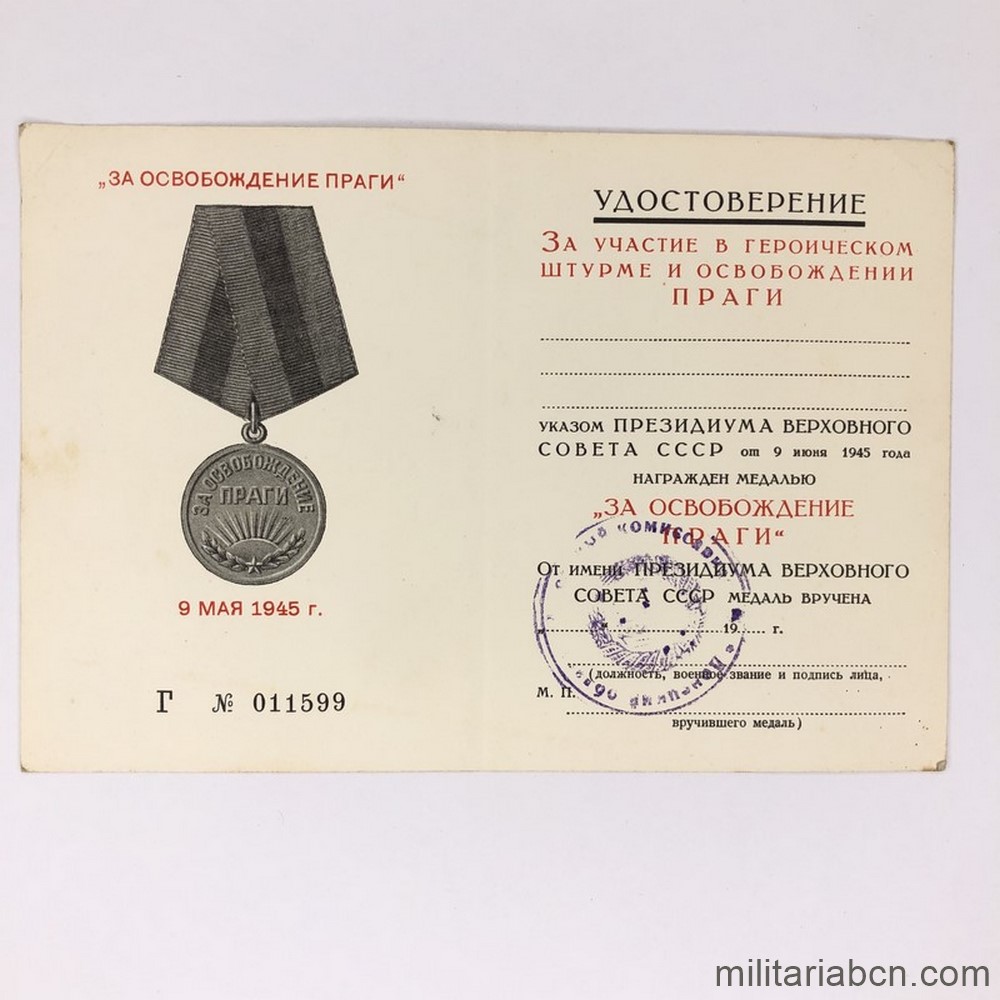 „ЗА ОСВОБОЖДЕНИЕ ПРАГИ“
ЗА ОСВОБОЖДЕНИЕ
ПРАГИ
9 МАЯ 1945 г.
Г № 011599
УДОСТОВЕРЕНИЕ
ЗА УЧАСТИЕ В ГЕРОИЧЕСКОМ
ШТУРМЕ И ОСВОБОЖДЕНИИ
ПРАГИ
УКАЗОМ ПРЕЗИДИУМА ВЕРХОВНОГО
СОВЕТА СССР от 9 июня 1945 года
НАГРАЖДЕН МЕДАЛЬЮ
„ЗА ОСВОБОЖДЕНИЕ
ПРАГИ“
От имени ПРЕЗИДИУМА ВЕРХОВНОГО
СОВЕТА СССР МЕДАЛЬ ВРУЧЕНА
„ “ 19 г.
(должность, военное звание и подпись лица,
М. П.
вручившего медаль)
militariabcn.com